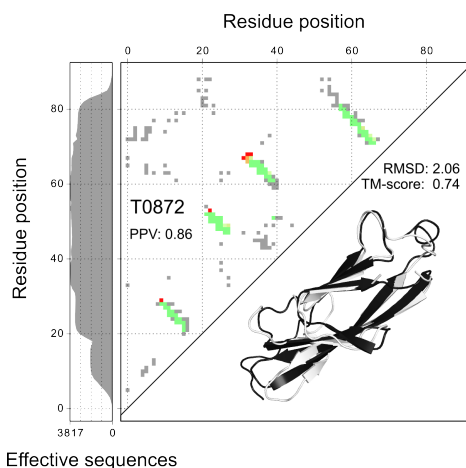 Residue position
0 20 40 60 80
80
60
40
20
0
Residue position
T0872
PPV: 0.86
RMSD: 2.06
TM-score: 0.74
3817 0
Effective sequences